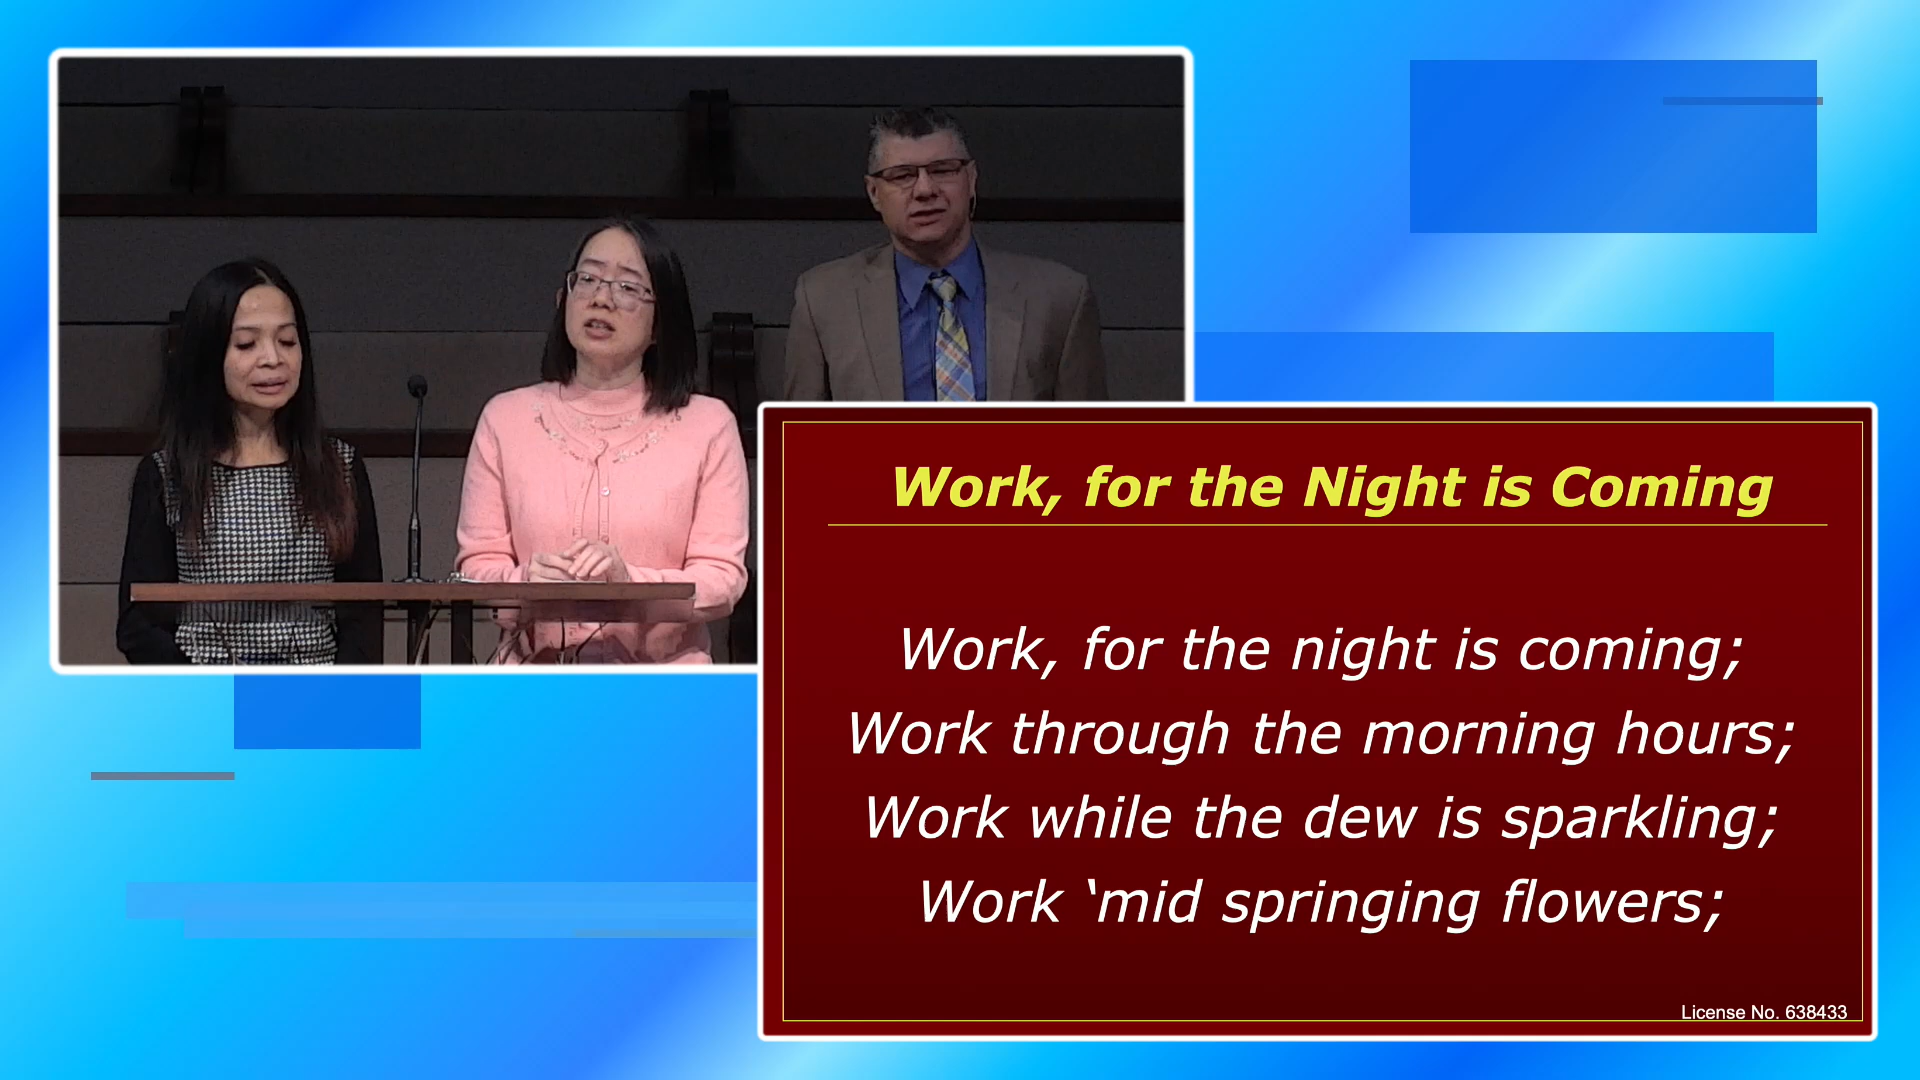 Work, for the Night is Coming
Work, for the night is coming;
Work through the morning hours;
Work while the dew is sparkling;
Work ‘mid springing flowers;
License No. 638433